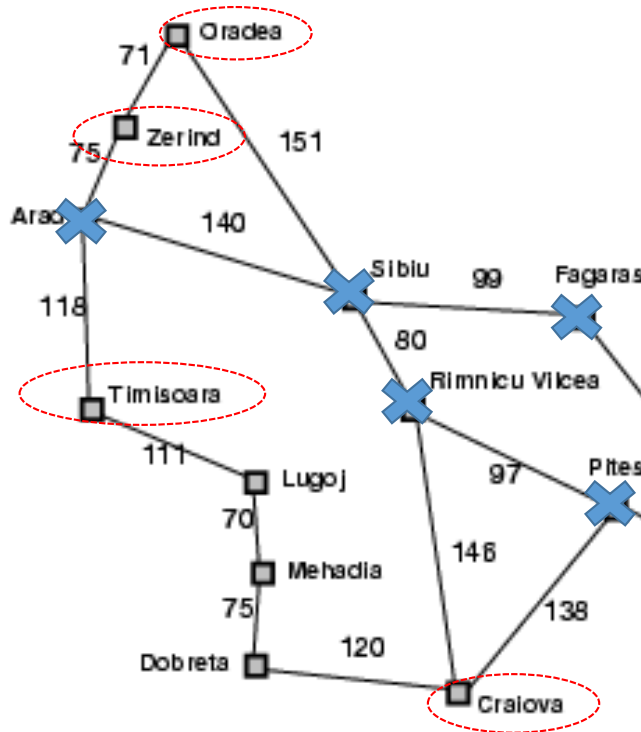 Oradea
71
Zerind
151
75
Arad
140
Sibiu
99
Fagaras
118
80
Timisoara
Rimnicu Vilcea
111
Lugoj
97
Pites
70
Mehadia
146
75
138
Dobreta
120
Craiova